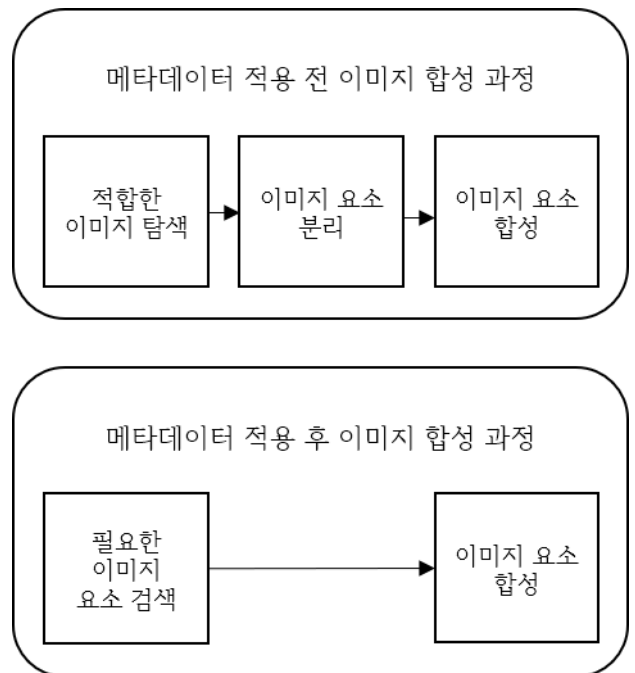 메타데이터 적용 전 이미지 합성 과정
적합한
이미지 탐색
이미지 요소
분리
이미지 요소
합성
메타데이터 적용 후 이미지 합성 과정
필요한
이미지
요소 검색
이미지 요소
합성